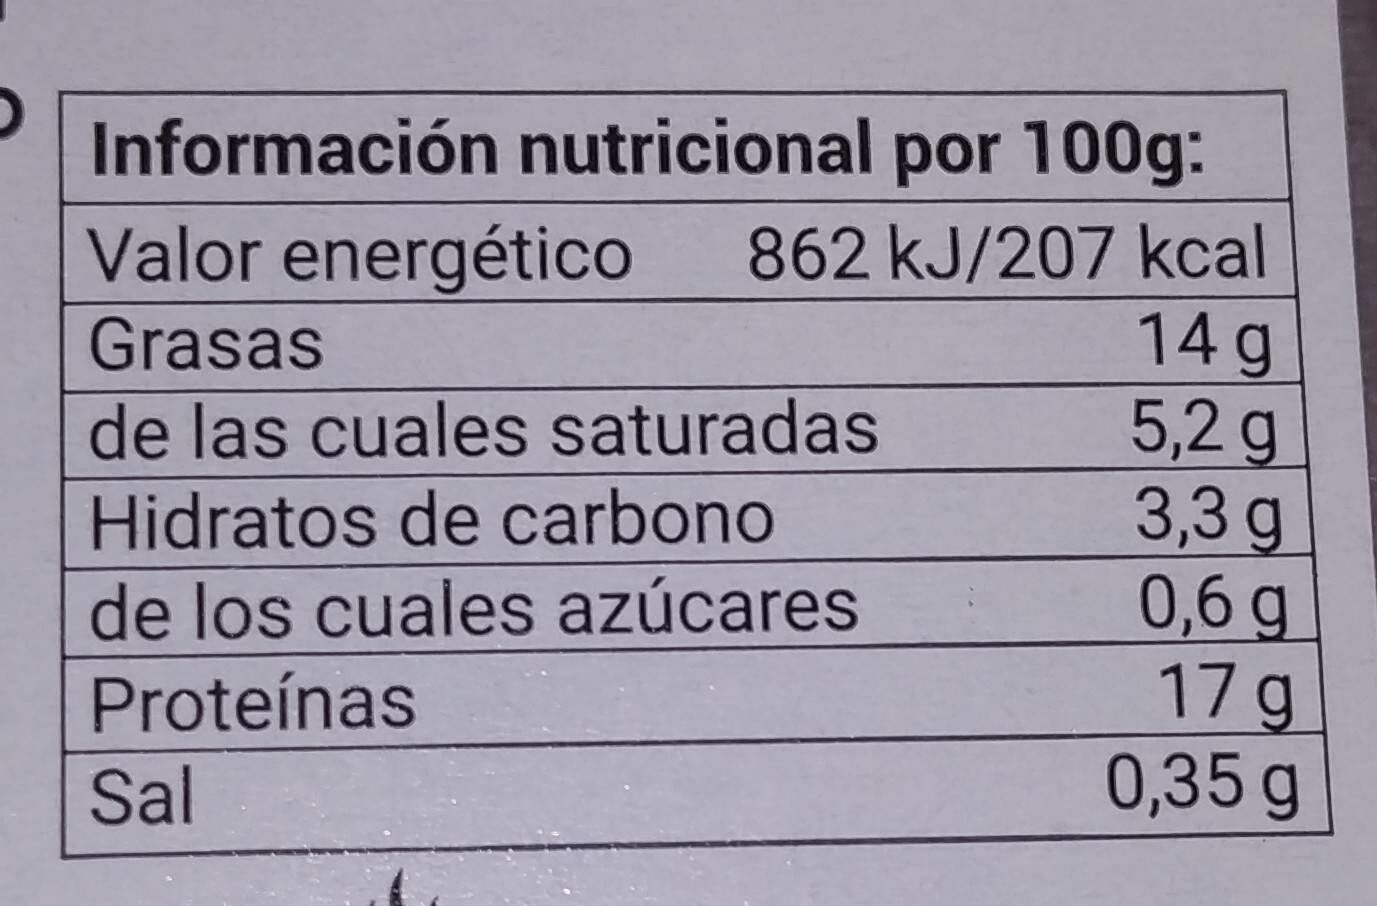 Información nutricional por 100g:
Valor energético 862 kJ/207 kcal
Grasas 14 g
de las cuales saturadas 5,2 g
Hidratos de carbono 3,3 g
de los cuales azúcares 0,6 g
Proteínas 17 g
Sal 0,35 g